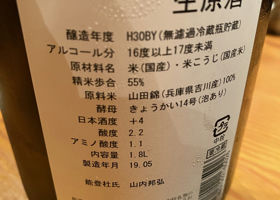 生原酒
醸造年度 H30BY(無濾過冷蔵瓶貯蔵)
アルコール分 16度以上17度未満
原材料名 米(国産)・米こうじ(国産米)
精米歩合 55%
原料米 山田錦(兵庫県吉川産)100%
酵母 きょうかい14号(泡あり)
日本酒度 +4
酸度 2.2
アミノ酸度 1.1
内容量 1.8L
製造年月 19.05
能登杜氏 山内邦弘
要冷蔵